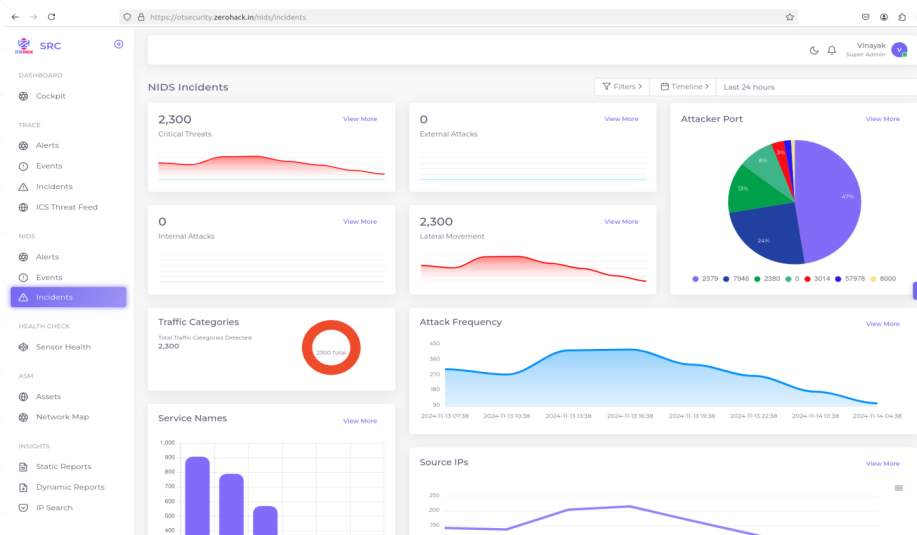 https://otsecurity.zerohack.in/nids/incidents
ZEROHACK
SRC
Vinayak
Super Admin
V
DASHBOARD
Cockpit
TRACE
Alerts
Events
Incidents
ICS Threat Feed
NIDS
Alerts
Events
Incidents
HEALTH CHECK
Sensor Health
ASM
Assets
Network Map
INSIGHTS
Static Reports
Dynamic Reports
IP Search
NIDS Incidents
Filters
Timeline
Last 24 hours
2,300
View More
Critical Threats
0
View More
External Attacks
0
View More
Internal Attacks
2,300
View More
Lateral Movement
Attacker Port
View More
47%
24%
13%
8%
3%
2379 7946 2380 0 3014 57978 8000
Traffic Categories
Total Traffic Categories Detected
2,300
2300 Total
Attack Frequency
View More
450
360
270
180
90
2024-11-13 07:38 2024-11-13 10:38 2024-11-13 13:38 2024-11-13 16:38 2024-11-13 19:38 2024-11-13 22:38 2024-11-14 01:38 2024-11-14 04:38
Service Names
View More
1,000
900
800
700
600
500
400
Source IPs
View More
250
200
150